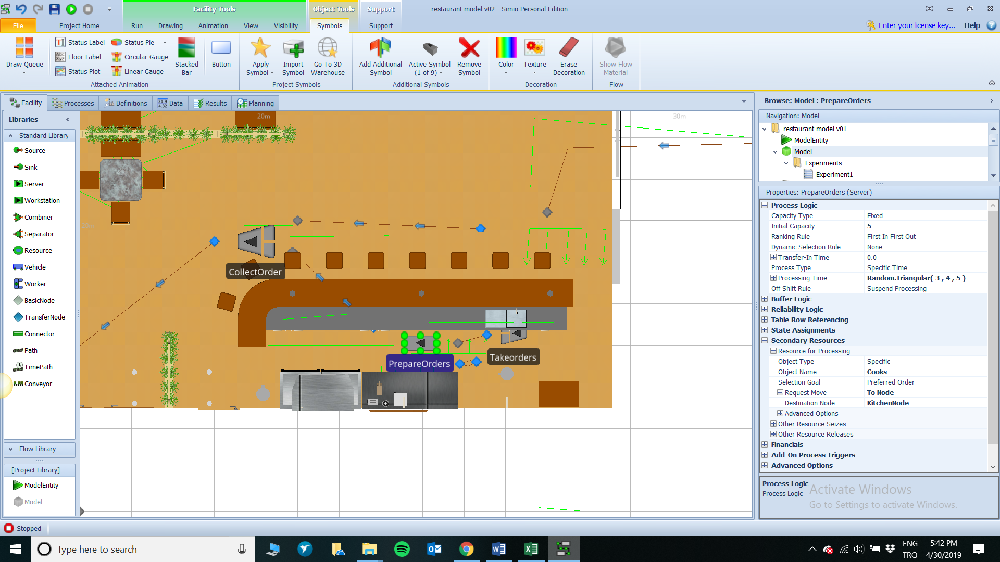 Facility Tools
Object Tools
Support
restaurant model v02 - Simio Personal Edition
File
Project Home
Run
Drawing
Animation
View
Visibility
Symbols
Support
Enter your license key...
Help
Draw Queue
Status Label
Floor Label
Status Plot
Status Pie
Circular Gauge
Linear Gauge
Stacked Bar
Button
Attached Animation
Apply Symbol
Import Symbol
Go To 3D Warehouse
Project Symbols
Add Additional Symbol
Active Symbol (1 of 9)
Remove Symbol
Additional Symbols
Color
Texture
Erase Decoration
Decoration
Show Flow Material
Flow
Facility
Processes
Definitions
21.9
4.32
Data
Results
Planning
Libraries
Standard Library
Source
Sink
Server
Workstation
Combiner
Separator
Resource
Vehicle
Worker
BasicNode
TransferNode
Connector
Path
TimePath
Conveyor
Flow Library
[Project Library]
ModelEntity
Model
20m
30m
20m
CollectOrder
PrepareOrders
Takeorders
Browse: Model : PrepareOrders
Navigation: Model
restaurant model v01
ModelEntity
Model
Experiments
Experiment1
Properties: PrepareOrders (Server)
Process Logic
Capacity Type Fixed
Initial Capacity 5
Ranking Rule First In First Out
Dynamic Selection Rule None
Transfer-In Time 0.0
Process Type Specific Time
Processing Time Random.Triangular( 3 , 4 , 5 )
Off Shift Rule Suspend Processing
Buffer Logic
Reliability Logic
Table Row Referencing
State Assignments
Secondary Resources
Resource for Processing
Object Type Specific
Object Name Cooks
Selection Goal Preferred Order
Request Move To Node
Destination Node KitchenNode
Advanced Options
Other Resource Seizes
Other Resource Releases
Financials
Add-On Process Triggers
Advanced Options
Process Logic
Process Logic
Activate Windows
Go to Settings to activate Windows.
Stopped
Type here to search
ENG
TRQ
5:42 PM
4/30/2019